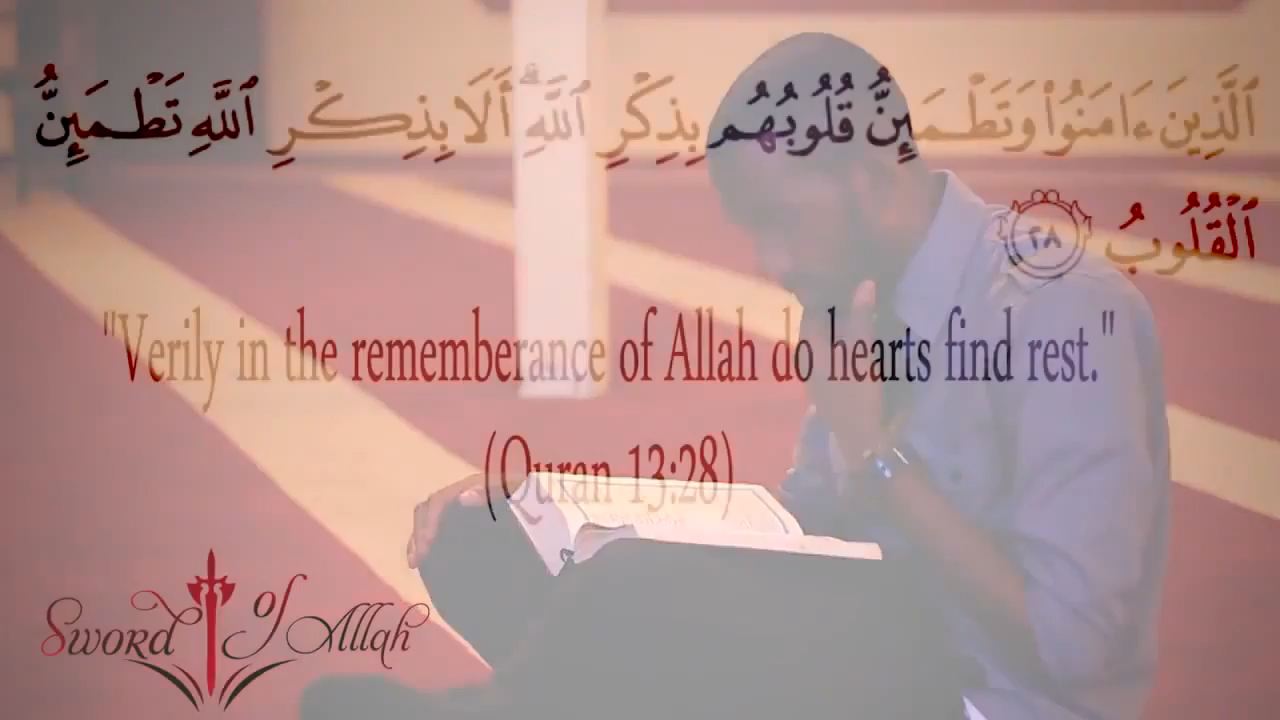 ٱلَّذِينَ ءَامَنُوا۟ وَتَطْمَئِنُّ قُلُوبُهُم بِذِكْرِ ٱللَّهِ ۗ أَلَا بِذِكْرِ ٱللَّهِ تَطْمَئِنُّ
ٱلْقُلُوبُ ٢٨
"Verily in the rememberance of Allah do hearts find rest."
(Quran 13:28)
Sword of Allah